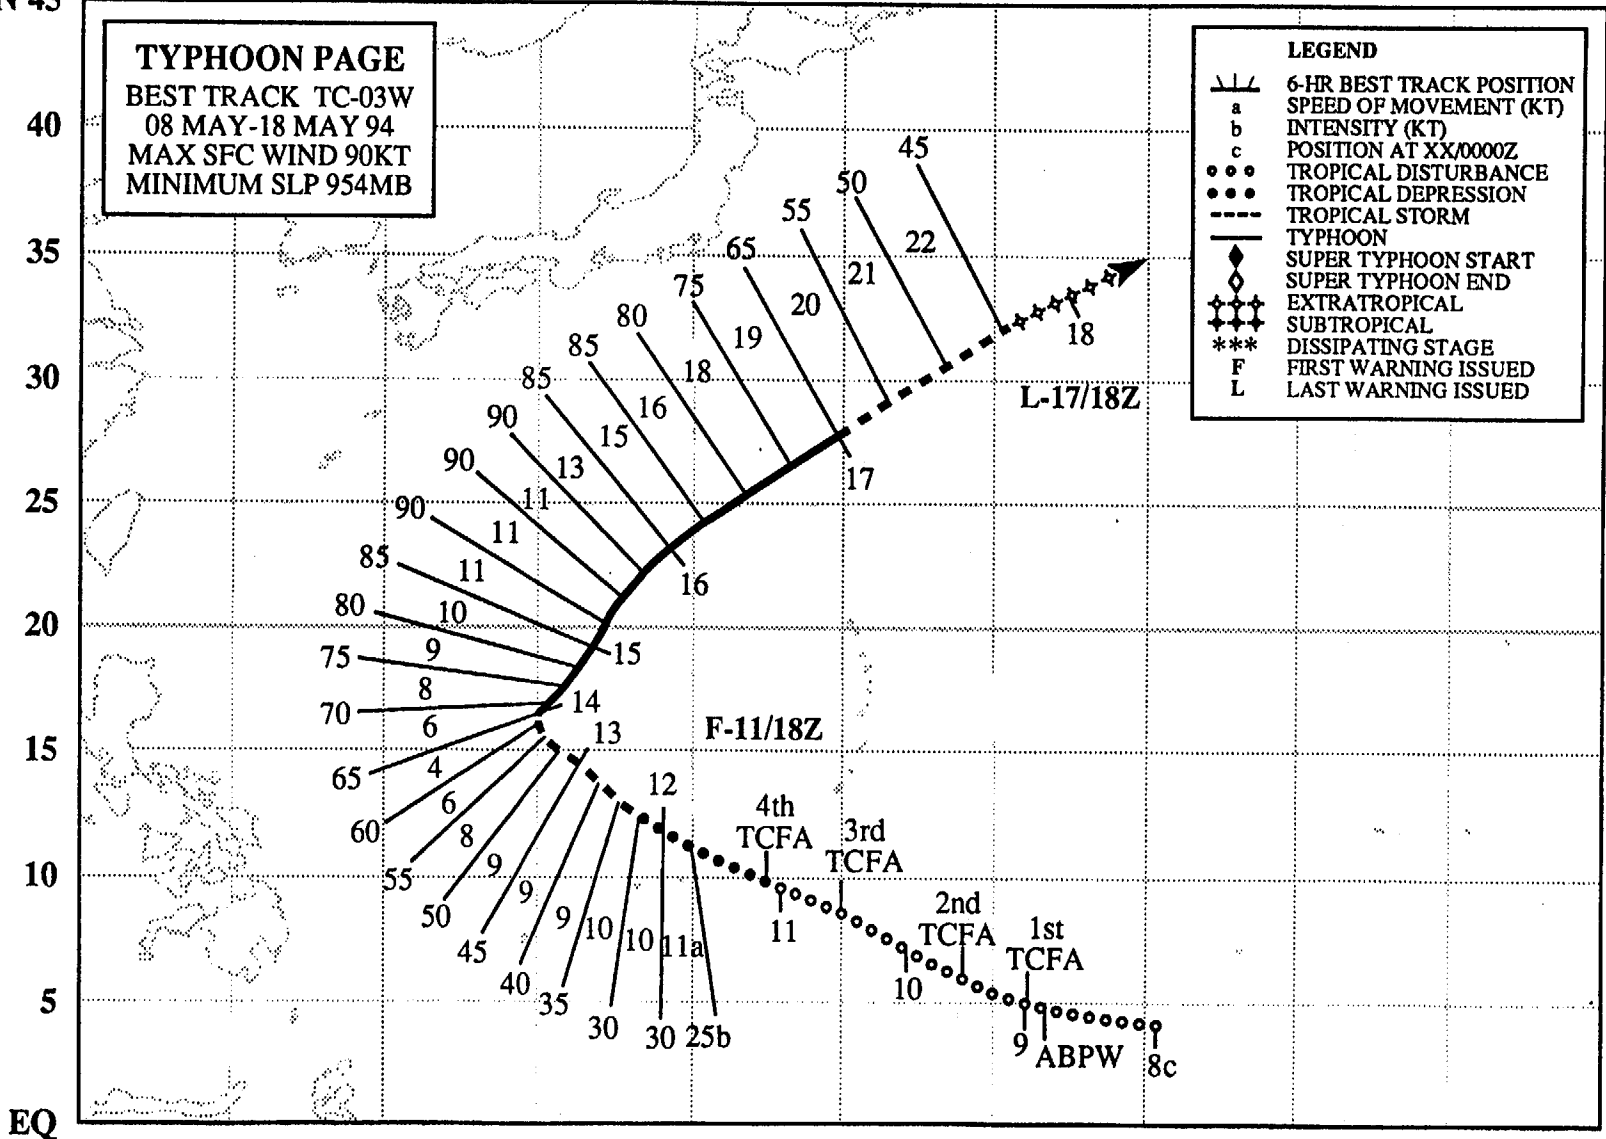 N 45
TYPHOON PAGE
BEST TRACK TC-03W
08 MAY-18 MAY 94
MAX SFC WIND 90KT
MINIMUM SLP 954MB
LEGEND
6-HR BEST TRACK POSITION
a SPEED OF MOVEMENT (KT)
b INTENSITY (KT)
c POSITION AT XX/0000Z
TROPICAL DISTURBANCE
TROPICAL DEPRESSION
TROPICAL STORM
TYPHOON
SUPER TYPHOON START
SUPER TYPHOON END
EXTRATROPICAL
SUBTROPICAL
*** DISSIPATING STAGE
F FIRST WARNING ISSUED
L LAST WARNING ISSUED
40
35
30
25
20
15
10
5
EQ
45
50
55
65
75
80
85
85
90
90
90
85
80
75
70
65
60
55
50
45
40
35
30
30
25b
22
21
20
19
18
16
15
13
11
11
11
10
9
8
6
4
6
8
9
9
9
10
10
11a
18
L-17/18Z
17
16
15
14
13
F-11/18Z
12
4th
TCFA
3rd
TCFA
11
2nd
TCFA
1st
TCFA
10
9
ABPW
8c